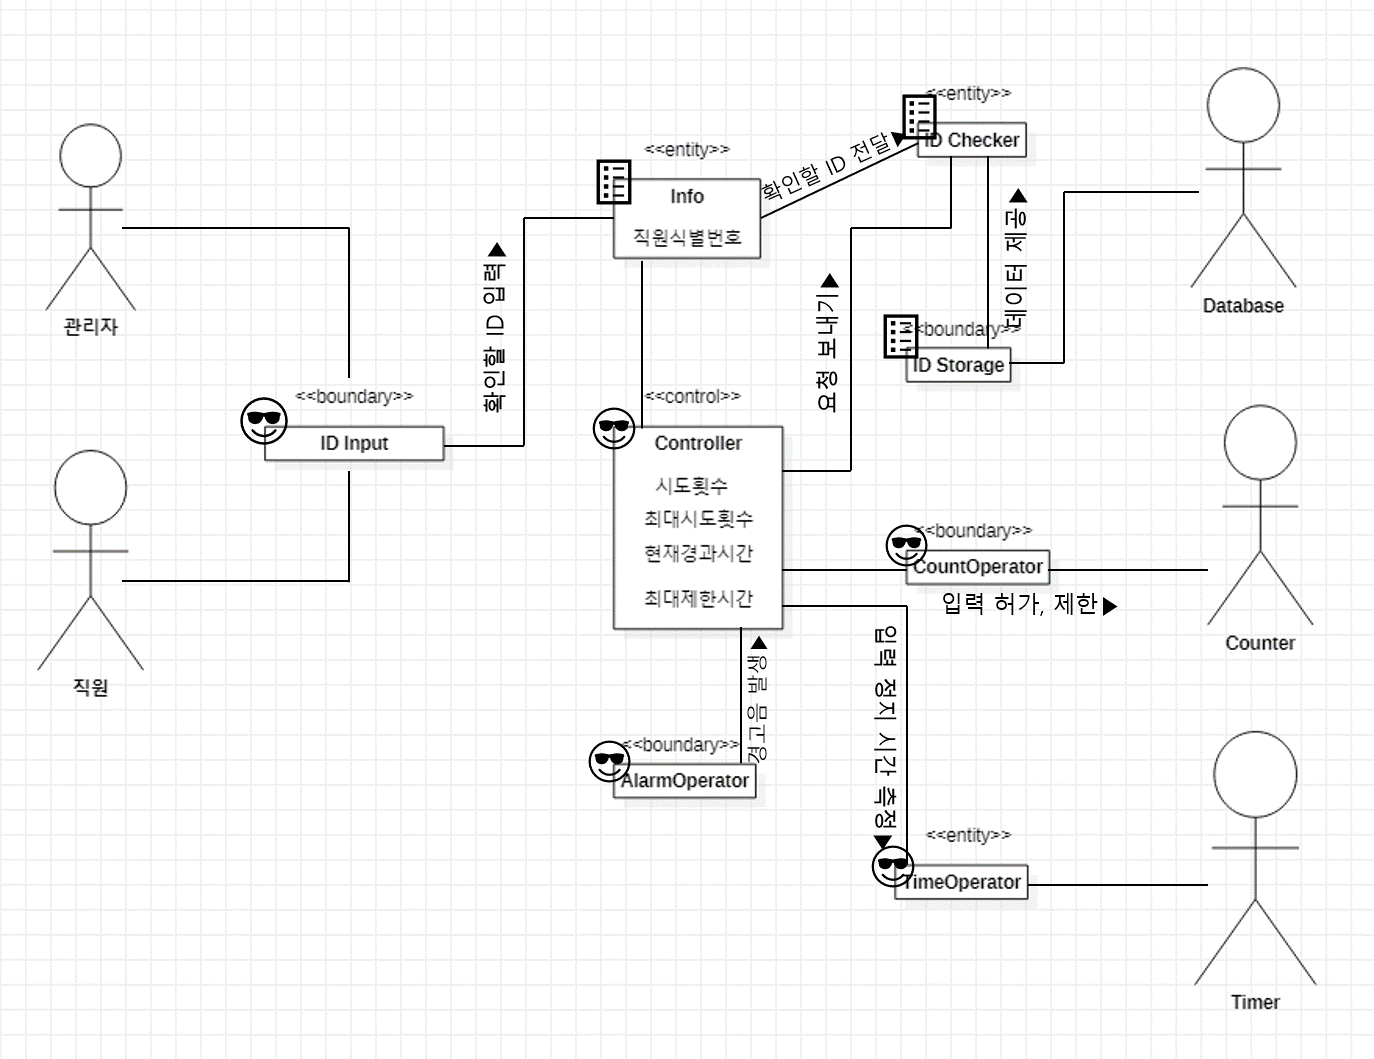 <<entity>>
ID Checker
확인할 ID 전달▶
<<entity>>
Info
직원식별번호
관리자
Database
확인할 ID 입력▶
요청 보내기▶
데이터 제공▶
<<boundary>>
ID Storage
<<boundary>>
ID Input
<<control>>
Controller
시도횟수
최대시도횟수
현재경과시간
최대제한시간
<<boundary>>
CountOperator
입력 허가, 제한▶
Counter
직원
경고음 발생▶
<<boundary>>
AlarmOperator
입력 정지 시간 측정▶
<<entity>>
TimeOperator
Timer